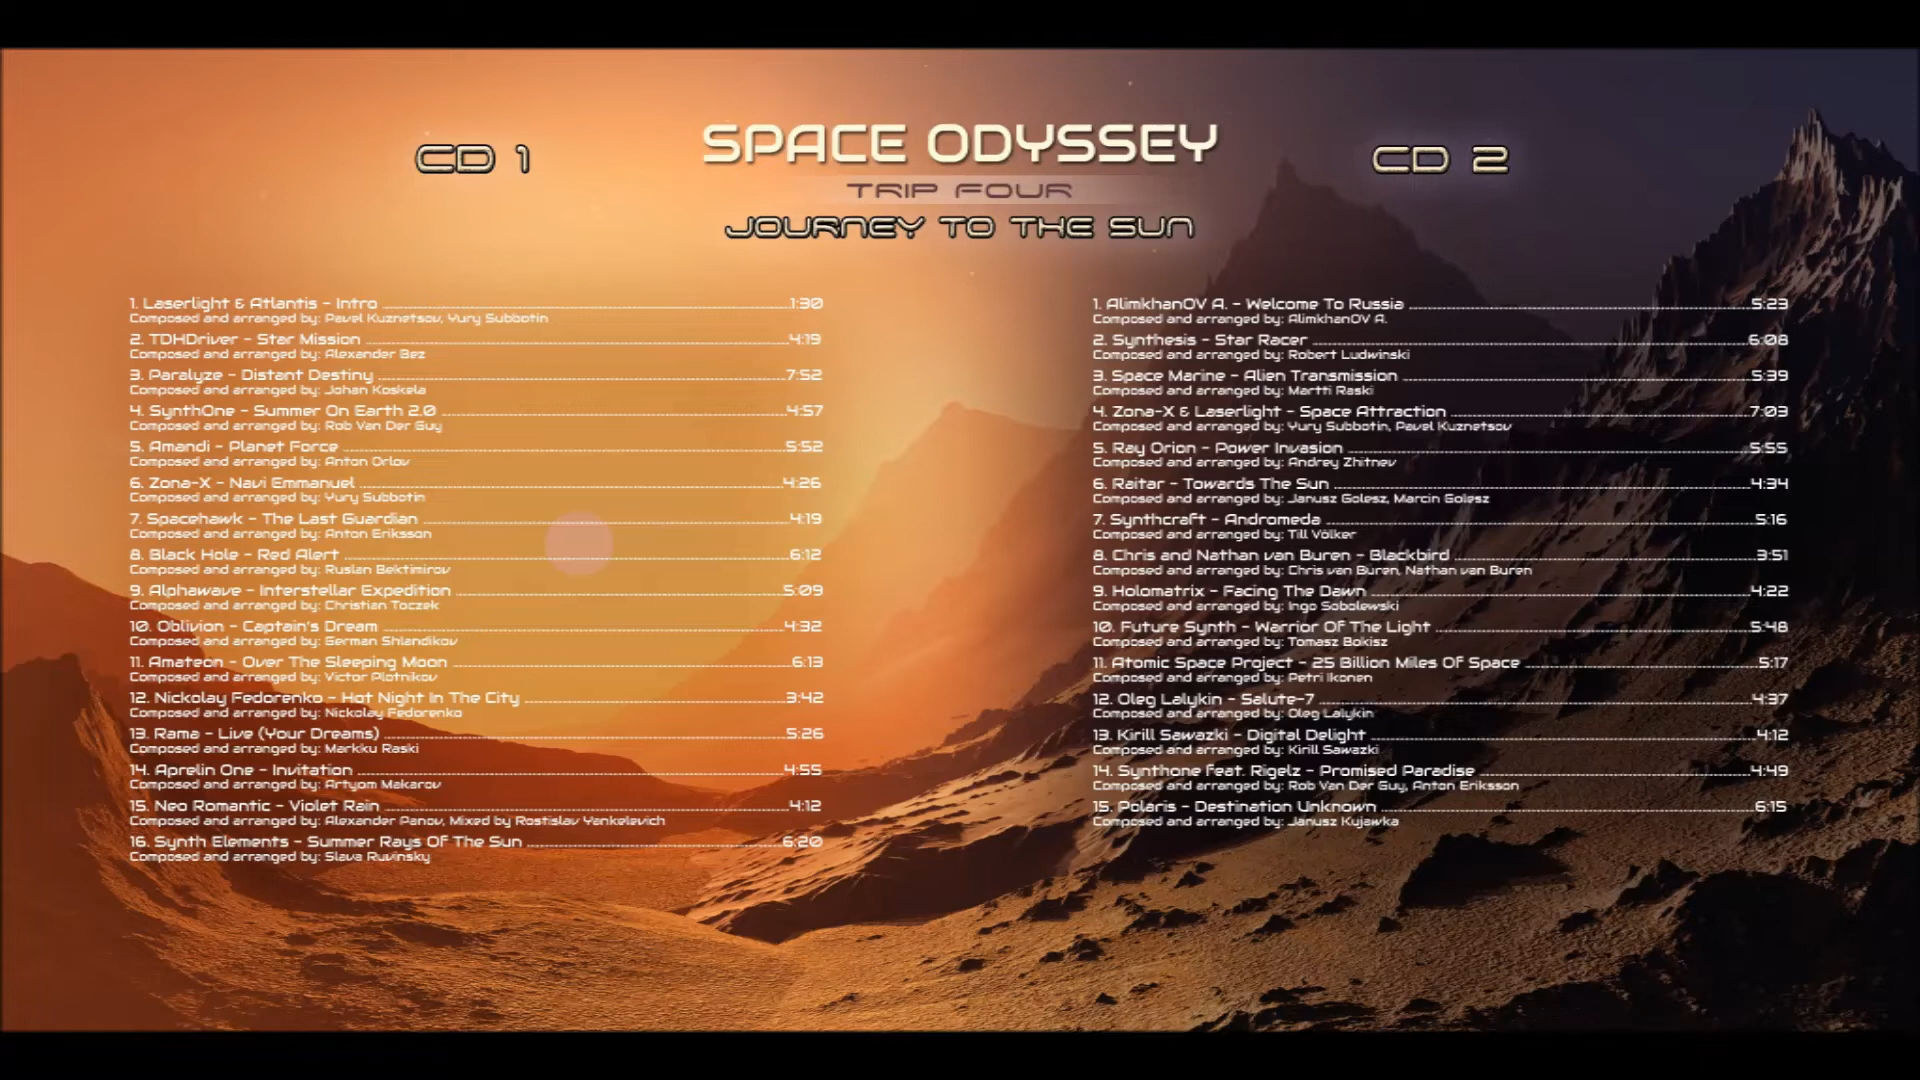 SPACE ODYSSEY
TRIP FOUR
JOURNEY TO THE SUN
CD 1
1. Laserlight & Atlantis - Intro 1:30
Composed and arranged by: Pavel Kuznetsov, Yury Subbotin
2. TDHDriver - Star Mission 4:19
Composed and arranged by: Alexander Bez
3. Paralyze - Distant Destiny 7:52
Composed and arranged by: Johan Koskela
4. SynthOne - Summer On Earth 2.0 4:57
Composed and arranged by: Rob Van Der Guy
5. Amandi - Planet Force 5:52
Composed and arranged by: Anton Orlov
6. Zona-X - Navi Emmanuel 4:26
Composed and arranged by: Yury Subbotin
7. Spacehawk - The Last Guardian 4:19
Composed and arranged by: Anton Eriksson
8. Black Hole - Red Alert 6:12
Composed and arranged by: Ruslan Bektimirov
9. Alphawave - Interstellar Expedition 5:09
Composed and arranged by: Christian Toczek
10. Oblivion - Captain's Dream 4:32
Composed and arranged by: German Shlandikov
11. Amateon - Over The Sleeping Moon 6:13
Composed and arranged by: Victor Plotnikov
12. Nickolay Fedorenko - Hot Night In The City 3:42
Composed and arranged by: Nickolay Fedorenko
13. Rama - Live (Your Dreams) 5:26
Composed and arranged by: Markku Raski
14. Aprelin One - Invitation 4:55
Composed and arranged by: Artyom Makarov
15. Neo Romantic - Violet Rain 4:12
Composed and arranged by: Alexander Panov, Mixed by Rostislav Yankelevich
16. Synth Elements - Summer Rays Of The Sun 6:20
Composed and arranged by: Slava Ruvinsky
CD 2
1. AlimkhanOV A. - Welcome To Russia 5:23
Composed and arranged by: AlimkhanOV A.
2. Synthesis - Star Racer 6:08
Composed and arranged by: Robert Ludwinski
3. Space Marine - Alien Transmission 5:39
Composed and arranged by: Martti Raski
4. Zona-X & Laserlight - Space Attraction 7:03
Composed and arranged by: Yury Subbotin, Pavel Kuznetsov
5. Ray Orion - Power Invasion 5:55
Composed and arranged by: Andrey Zhitnev
6. Raitar - Towards The Sun 4:34
Composed and arranged by: Janusz Golesz, Marcin Golesz
7. Synthcraft - Andromeda 5:16
Composed and arranged by: Till Völker
8. Chris and Nathan van Buren - Blackbird 3:51
Composed and arranged by: Chris van Buren, Nathan van Buren
9. Holomatrix - Facing The Dawn 4:22
Composed and arranged by: Ingo Sobolewski
10. Future Synth - Warrior Of The Light 5:48
Composed and arranged by: Tomasz Bokisz
11. Atomic Space Project - 25 Billion Miles Of Space 5:17
Composed and arranged by: Petri Ikonen
12. Oleg Lalykin - Salute-7 4:37
Composed and arranged by: Oleg Lalykin
13. Kirill Sawazki - Digital Delight 4:12
Composed and arranged by: Kirill Sawazki
14. Synthone feat. Rigelz - Promised Paradise 4:49
Composed and arranged by: Rob Van Der Guy, Anton Eriksson
15. Polaris - Destination Unknown 6:15
Composed and arranged by: Janusz Kujawka